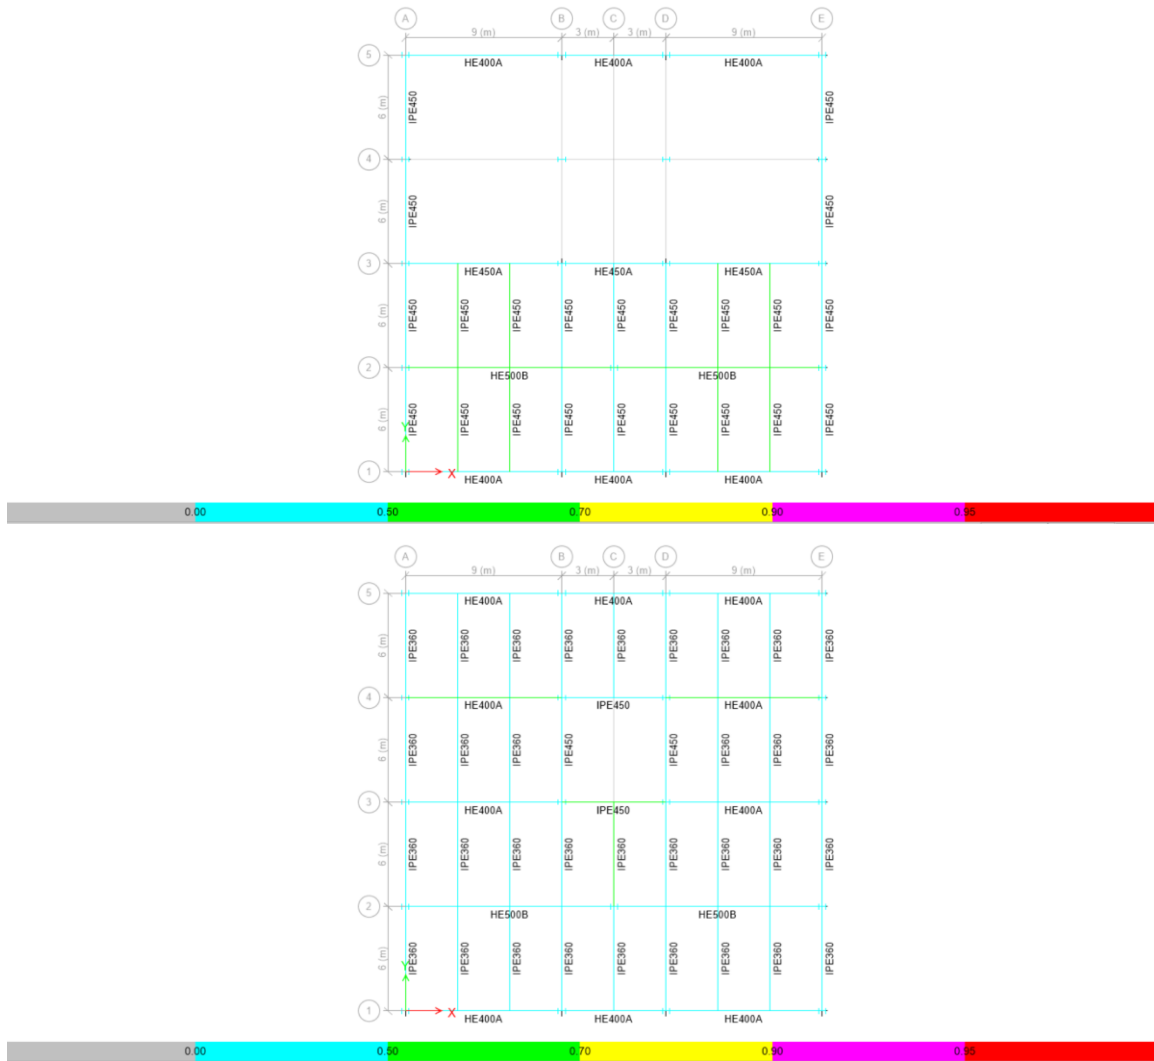 A B C D E
9 (m) 3 (m) 3 (m) 9 (m)
5
HE400A HE400A HE400A
6 (m) IPE450 IPE450
4
6 (m) IPE450 IPE450
3
HE450A HE450A HE450A
6 (m) IPE450 IPE450 IPE450 IPE450 IPE450 IPE450 IPE450 IPE450 IPE450
2
HE500B HE500B
6 (m) IPE450 IPE450 IPE450 IPE450 IPE450 IPE450 IPE450 IPE450 IPE450
Y
1 X
HE400A HE400A HE400A
0.00 0.50 0.70 0.90 0.95
A B C D E
9 (m) 3 (m) 3 (m) 9 (m)
5
HE400A HE400A HE400A
6 (m) IPE360 IPE360 IPE360 IPE360 IPE360 IPE360 IPE360 IPE360 IPE360
4
HE400A IPE450 HE400A
6 (m) IPE360 IPE360 IPE360 IPE450 IPE450 IPE360 IPE360 IPE360
3
HE400A IPE450 HE400A
6 (m) IPE360 IPE360 IPE360 IPE360 IPE360 IPE360 IPE360 IPE360 IPE360
2
HE500B HE500B
6 (m) IPE360 IPE360 IPE360 IPE360 IPE360 IPE360 IPE360 IPE360 IPE360
Y
1 X
HE400A HE400A HE400A
0.00 0.50 0.70 0.90 0.95